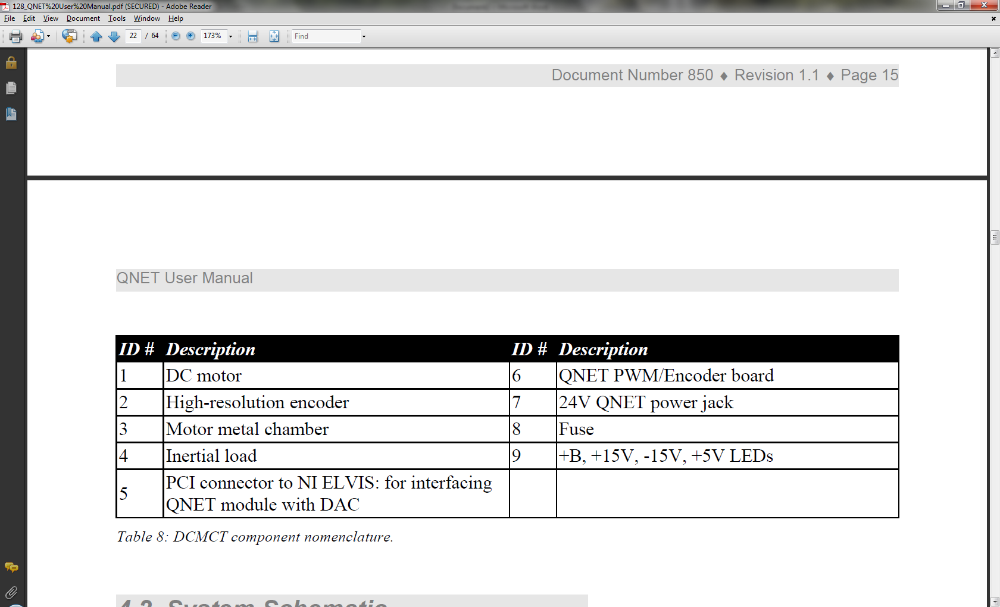 128_QNET%20User%20Manual.pdf (SECURED) - Adobe Reader
File Edit View Document Tools Window Help
22 / 64 173% Find
Document Number 850 ♦ Revision 1.1 ♦ Page 15
QNET User Manual
ID # Description ID # Description
1 DC motor 6 QNET PWM/Encoder board
2 High-resolution encoder 7 24V QNET power jack
3 Motor metal chamber 8 Fuse
4 Inertial load 9 +B, +15V, -15V, +5V LEDs
5 PCI connector to NI ELVIS: for interfacing
QNET module with DAC
Table 8: DCMCT component nomenclature.
4.2. System Schematic